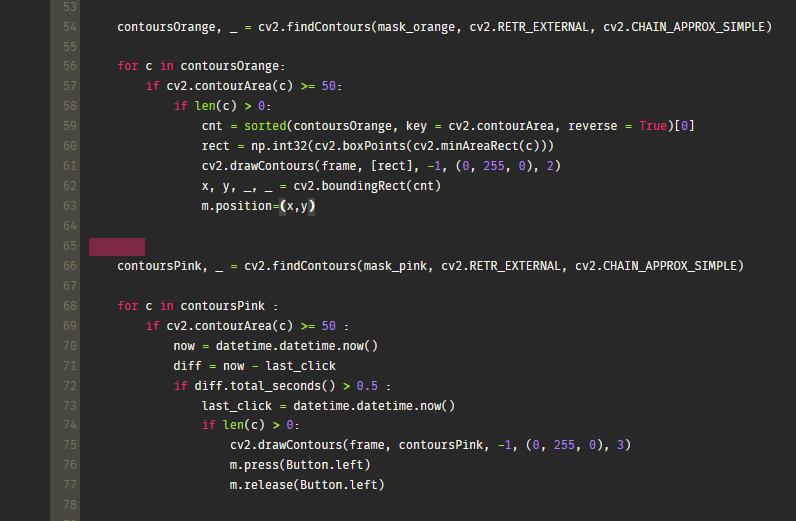 53
54 contoursOrange, _ = cv2.findContours(mask_orange, cv2.RETR_EXTERNAL, cv2.CHAIN_APPROX_SIMPLE)
55
56 for c in contoursOrange:
57 if cv2.contourArea(c) >= 50:
58 if len(c) > 0:
59 cnt = sorted(contoursOrange, key = cv2.contourArea, reverse = True)[0]
60 rect = np.int32(cv2.boxPoints(cv2.minAreaRect(c)))
61 cv2.drawContours(frame, [rect], -1, (0, 255, 0), 2)
62 x, y, _, _ = cv2.boundingRect(cnt)
63 m.position=(x,y)
64
65
66 contoursPink, _ = cv2.findContours(mask_pink, cv2.RETR_EXTERNAL, cv2.CHAIN_APPROX_SIMPLE)
67
68 for c in contoursPink :
69 if cv2.contourArea(c) >= 50 :
70 now = datetime.datetime.now()
71 diff = now - last_click
72 if diff.total_seconds() > 0.5 :
73 last_click = datetime.datetime.now()
74 if len(c) > 0:
75 cv2.drawContours(frame, contoursPink, -1, (0, 255, 0), 3)
76 m.press(Button.left)
77 m.release(Button.left)
78